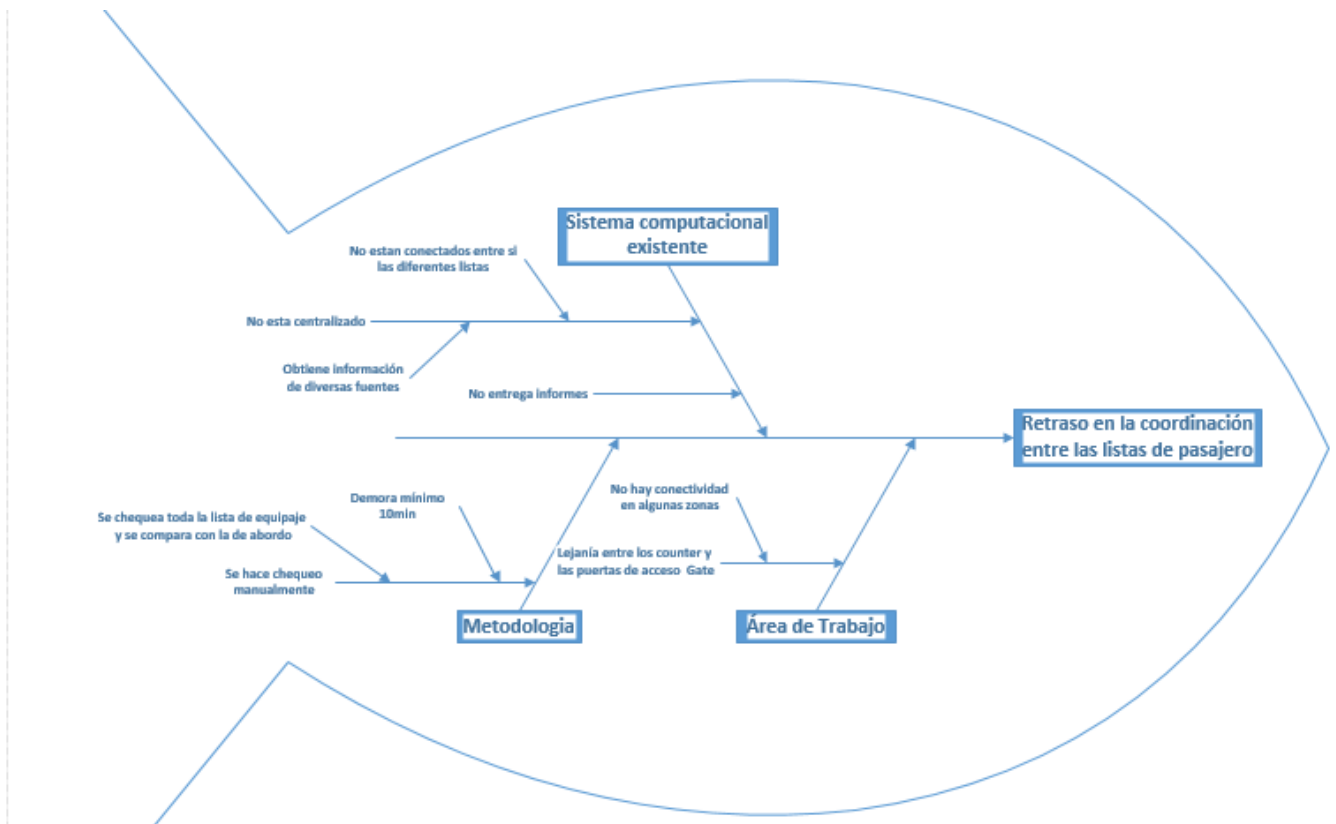 Sistema computacional
existente
No estan conectados entre si
las diferentes listas
No esta centralizado
Obtiene información
de diversas fuentes
No entrega informes
Retraso en la coordinación
entre las listas de pasajero
No hay conectividad
en algunas zonas
Demora mínimo
10min
Se chequea toda la lista de equipaje
y se compara con la de abordo
Lejanía entre los counter y
las puertas de acceso Gate
Se hace chequeo
manualmente
Metodologia
Área de Trabajo